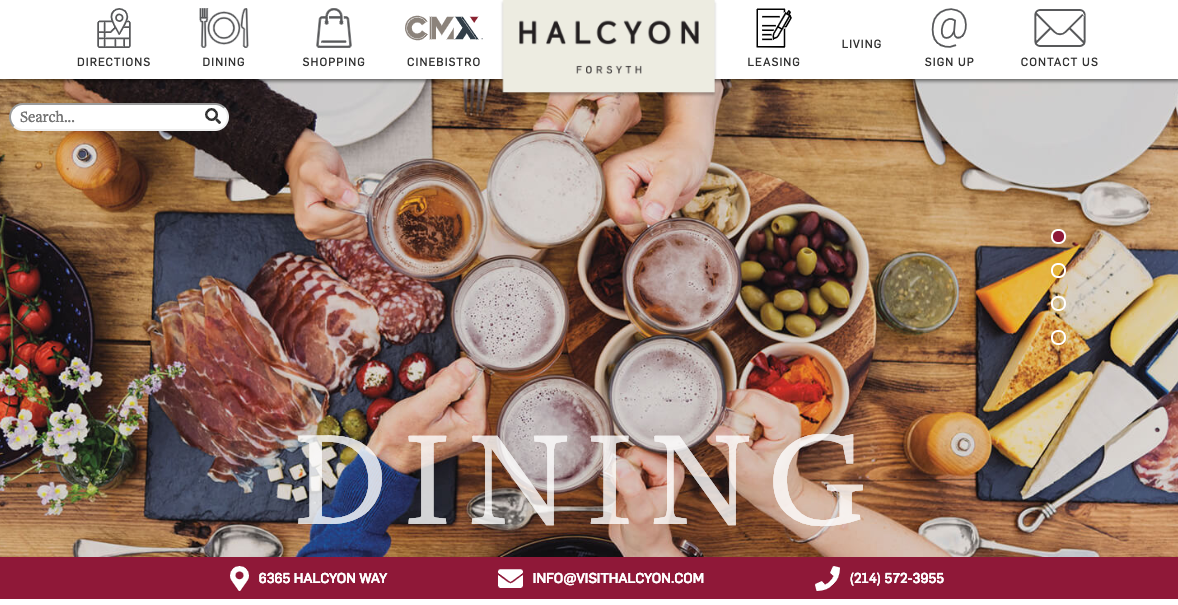 DIRECTIONS
DINING
SHOPPING
CMX
CINEBISTRO
HALCYON
FORSYTH
LEASING
LIVING
@
SIGN UP
CONTACT US
Search...
DINING
6365 HALCYON WAY
INFO@VISITHALCYON.COM
(214) 572-3955